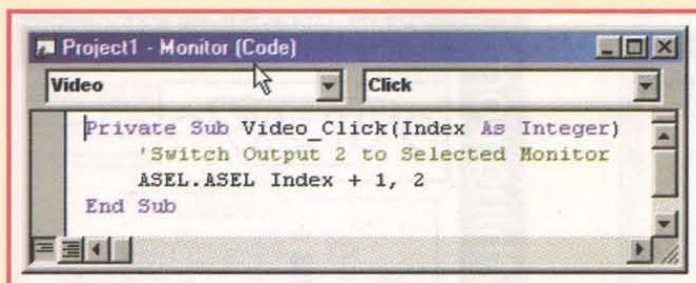 Project1 - Monitor (Code)
Video Click
Private Sub Video_Click(Index As Integer)
'Switch Output 2 to Selected Monitor
ASEL.ASEL Index + 1, 2
End Sub